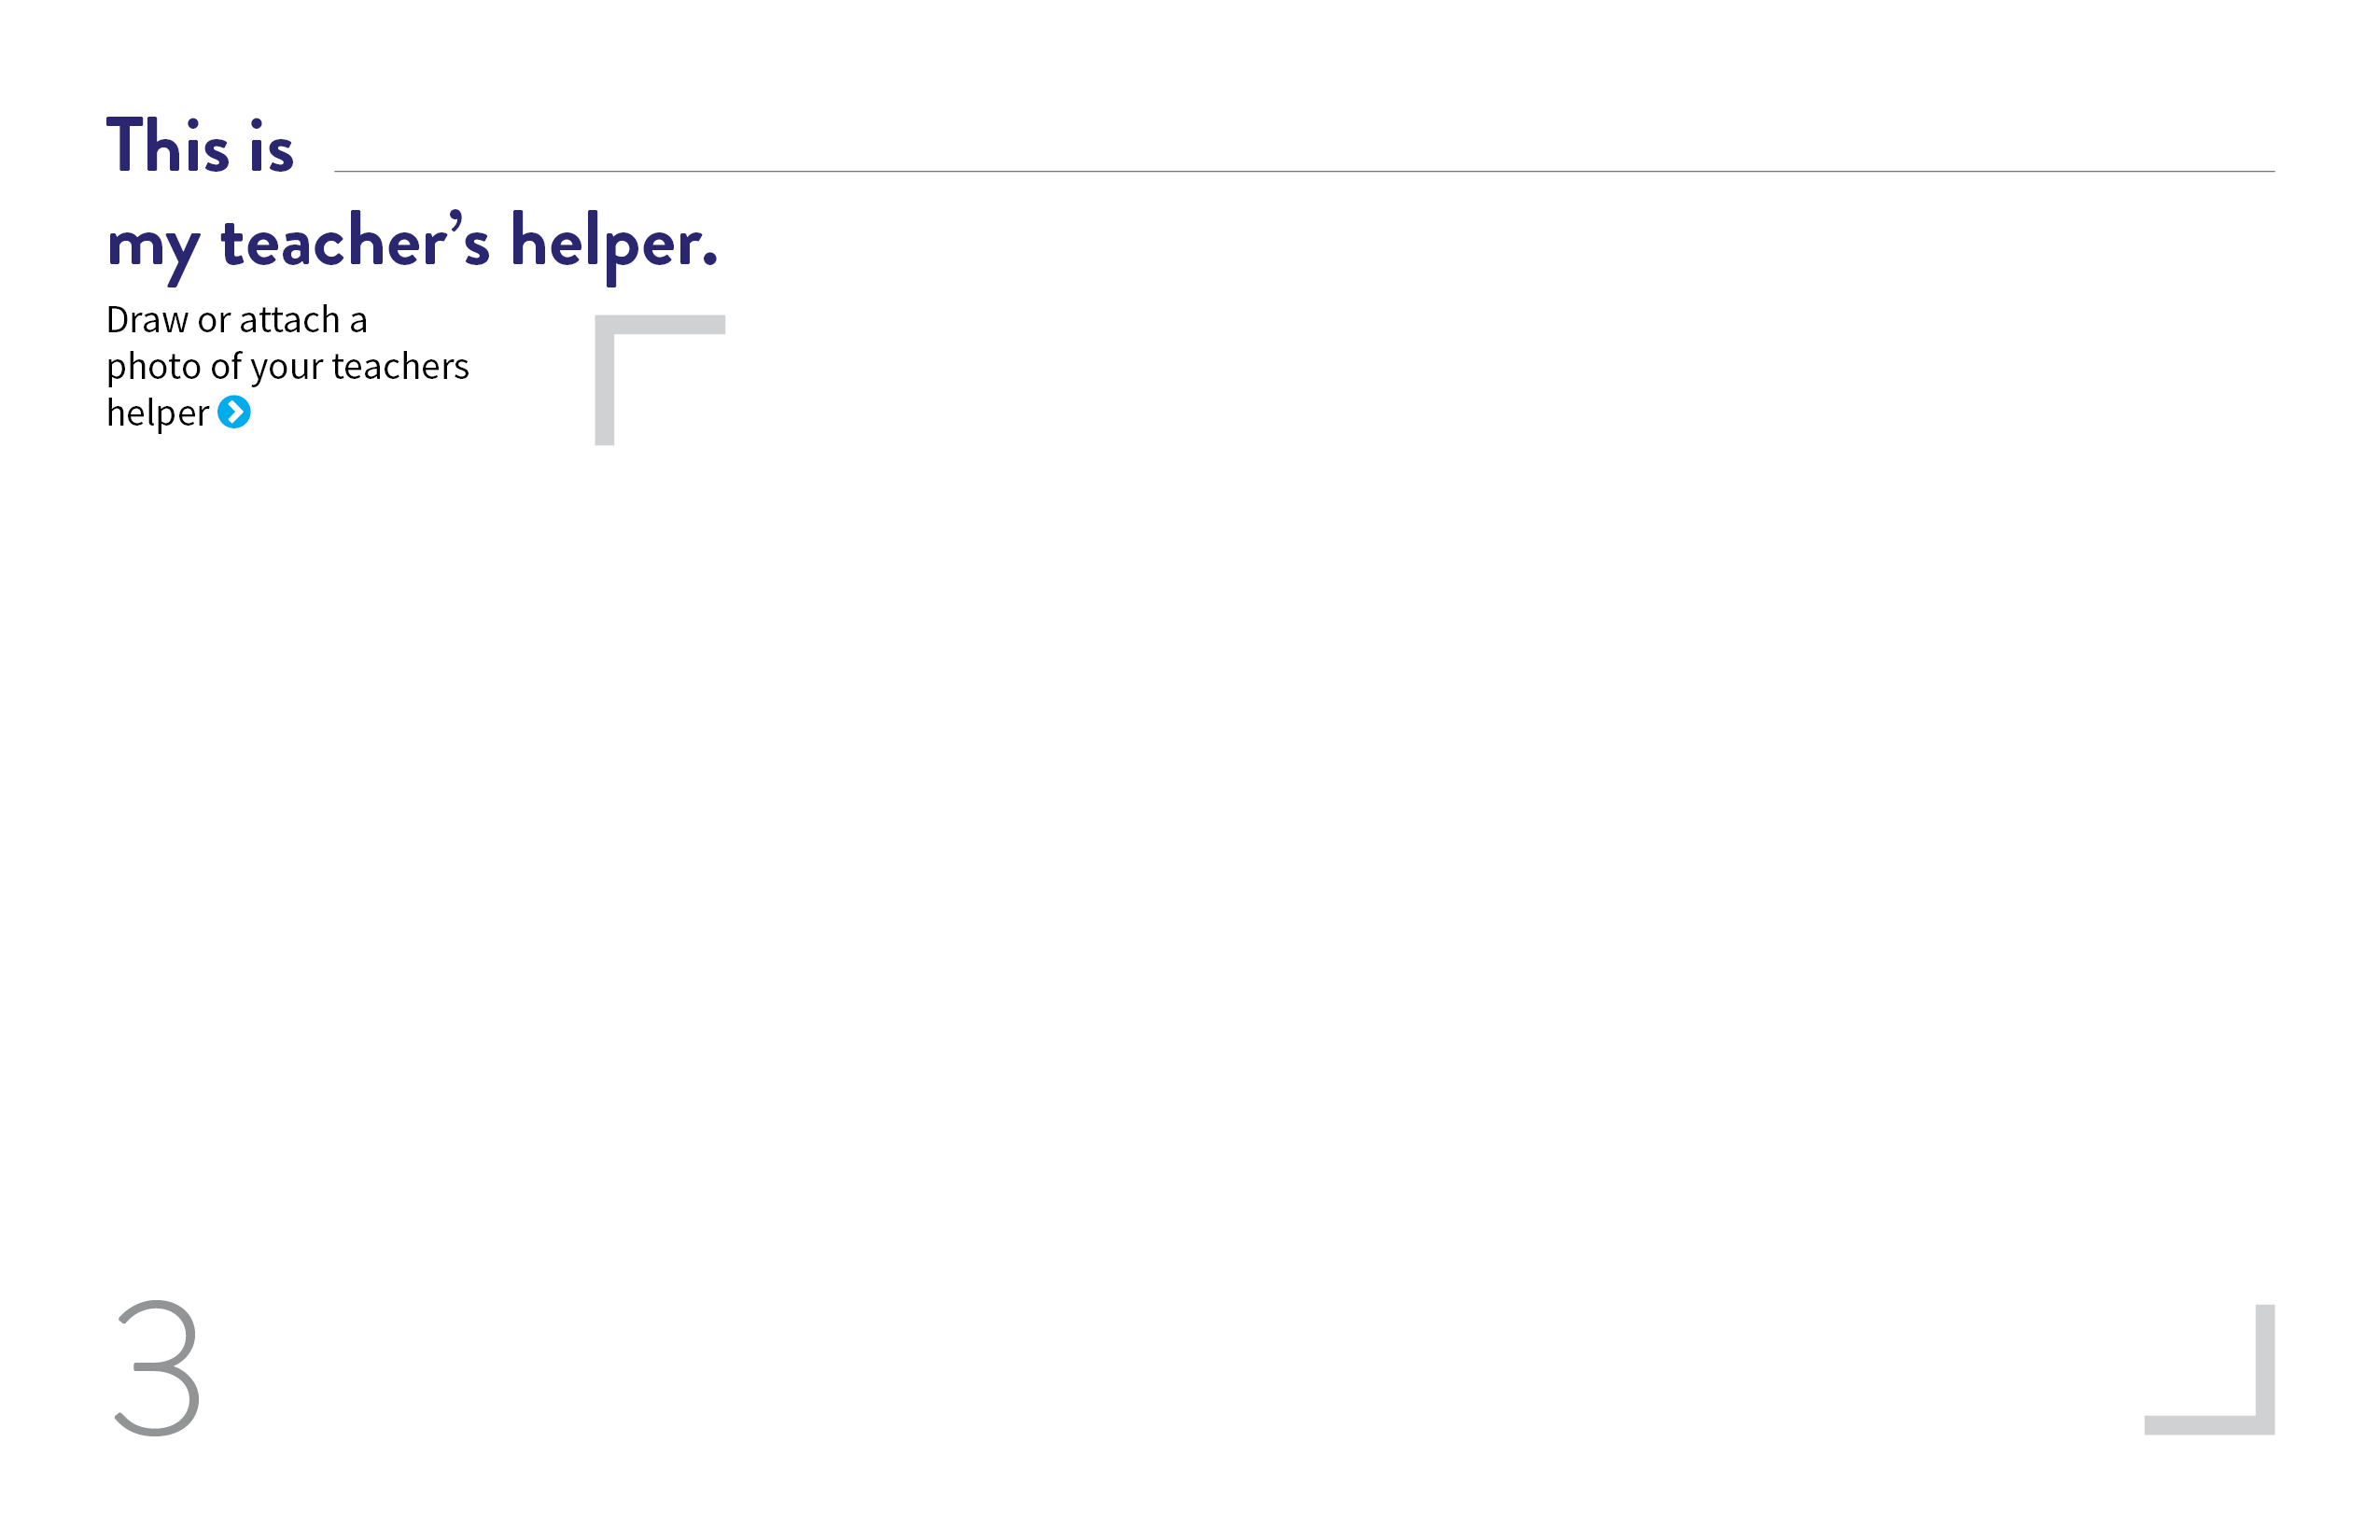 This is
my teacher’s helper.
Draw or attach a
photo of your teachers
helper
3